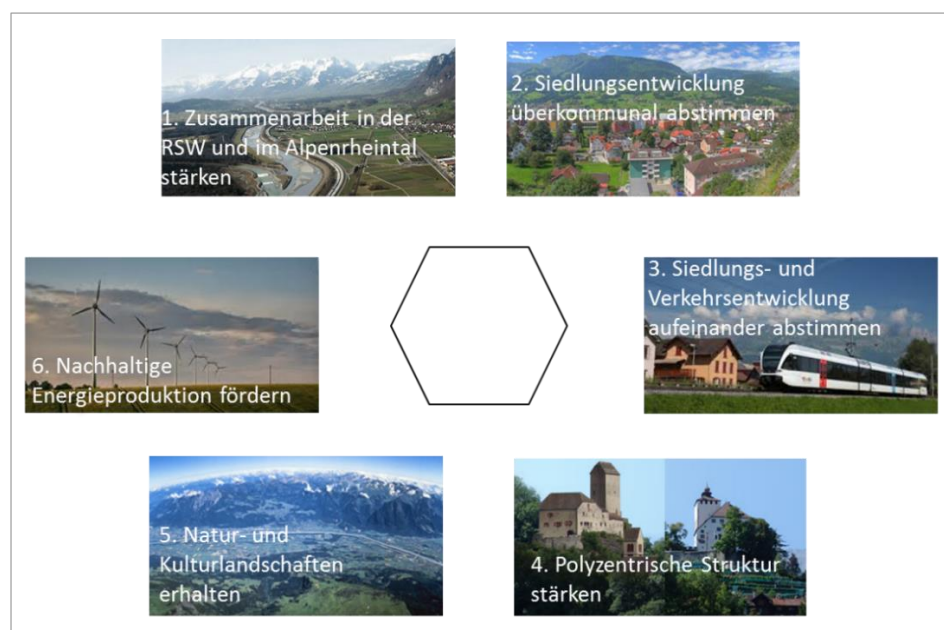 1. Zusammenarbeit in der
RSW und im Alpenrheintal
stärken
2. Siedlungsentwicklung
überkommunal abstimmen
3. Siedlungs- und
Verkehrsentwicklung
aufeinander abstimmen
4. Polyzentrische Struktur
stärken
5. Natur- und
Kulturlandschaften
erhalten
6. Nachhaltige
Energieproduktion fördern